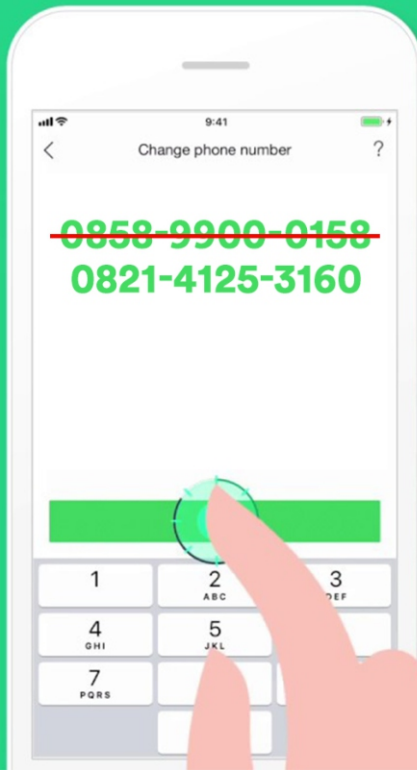 9:41
Change phone number
?
0858-9900-0158
0821-4125-3160
1
2
3
ABC
DEF
4
5
GHI
JKL
7
PQRS